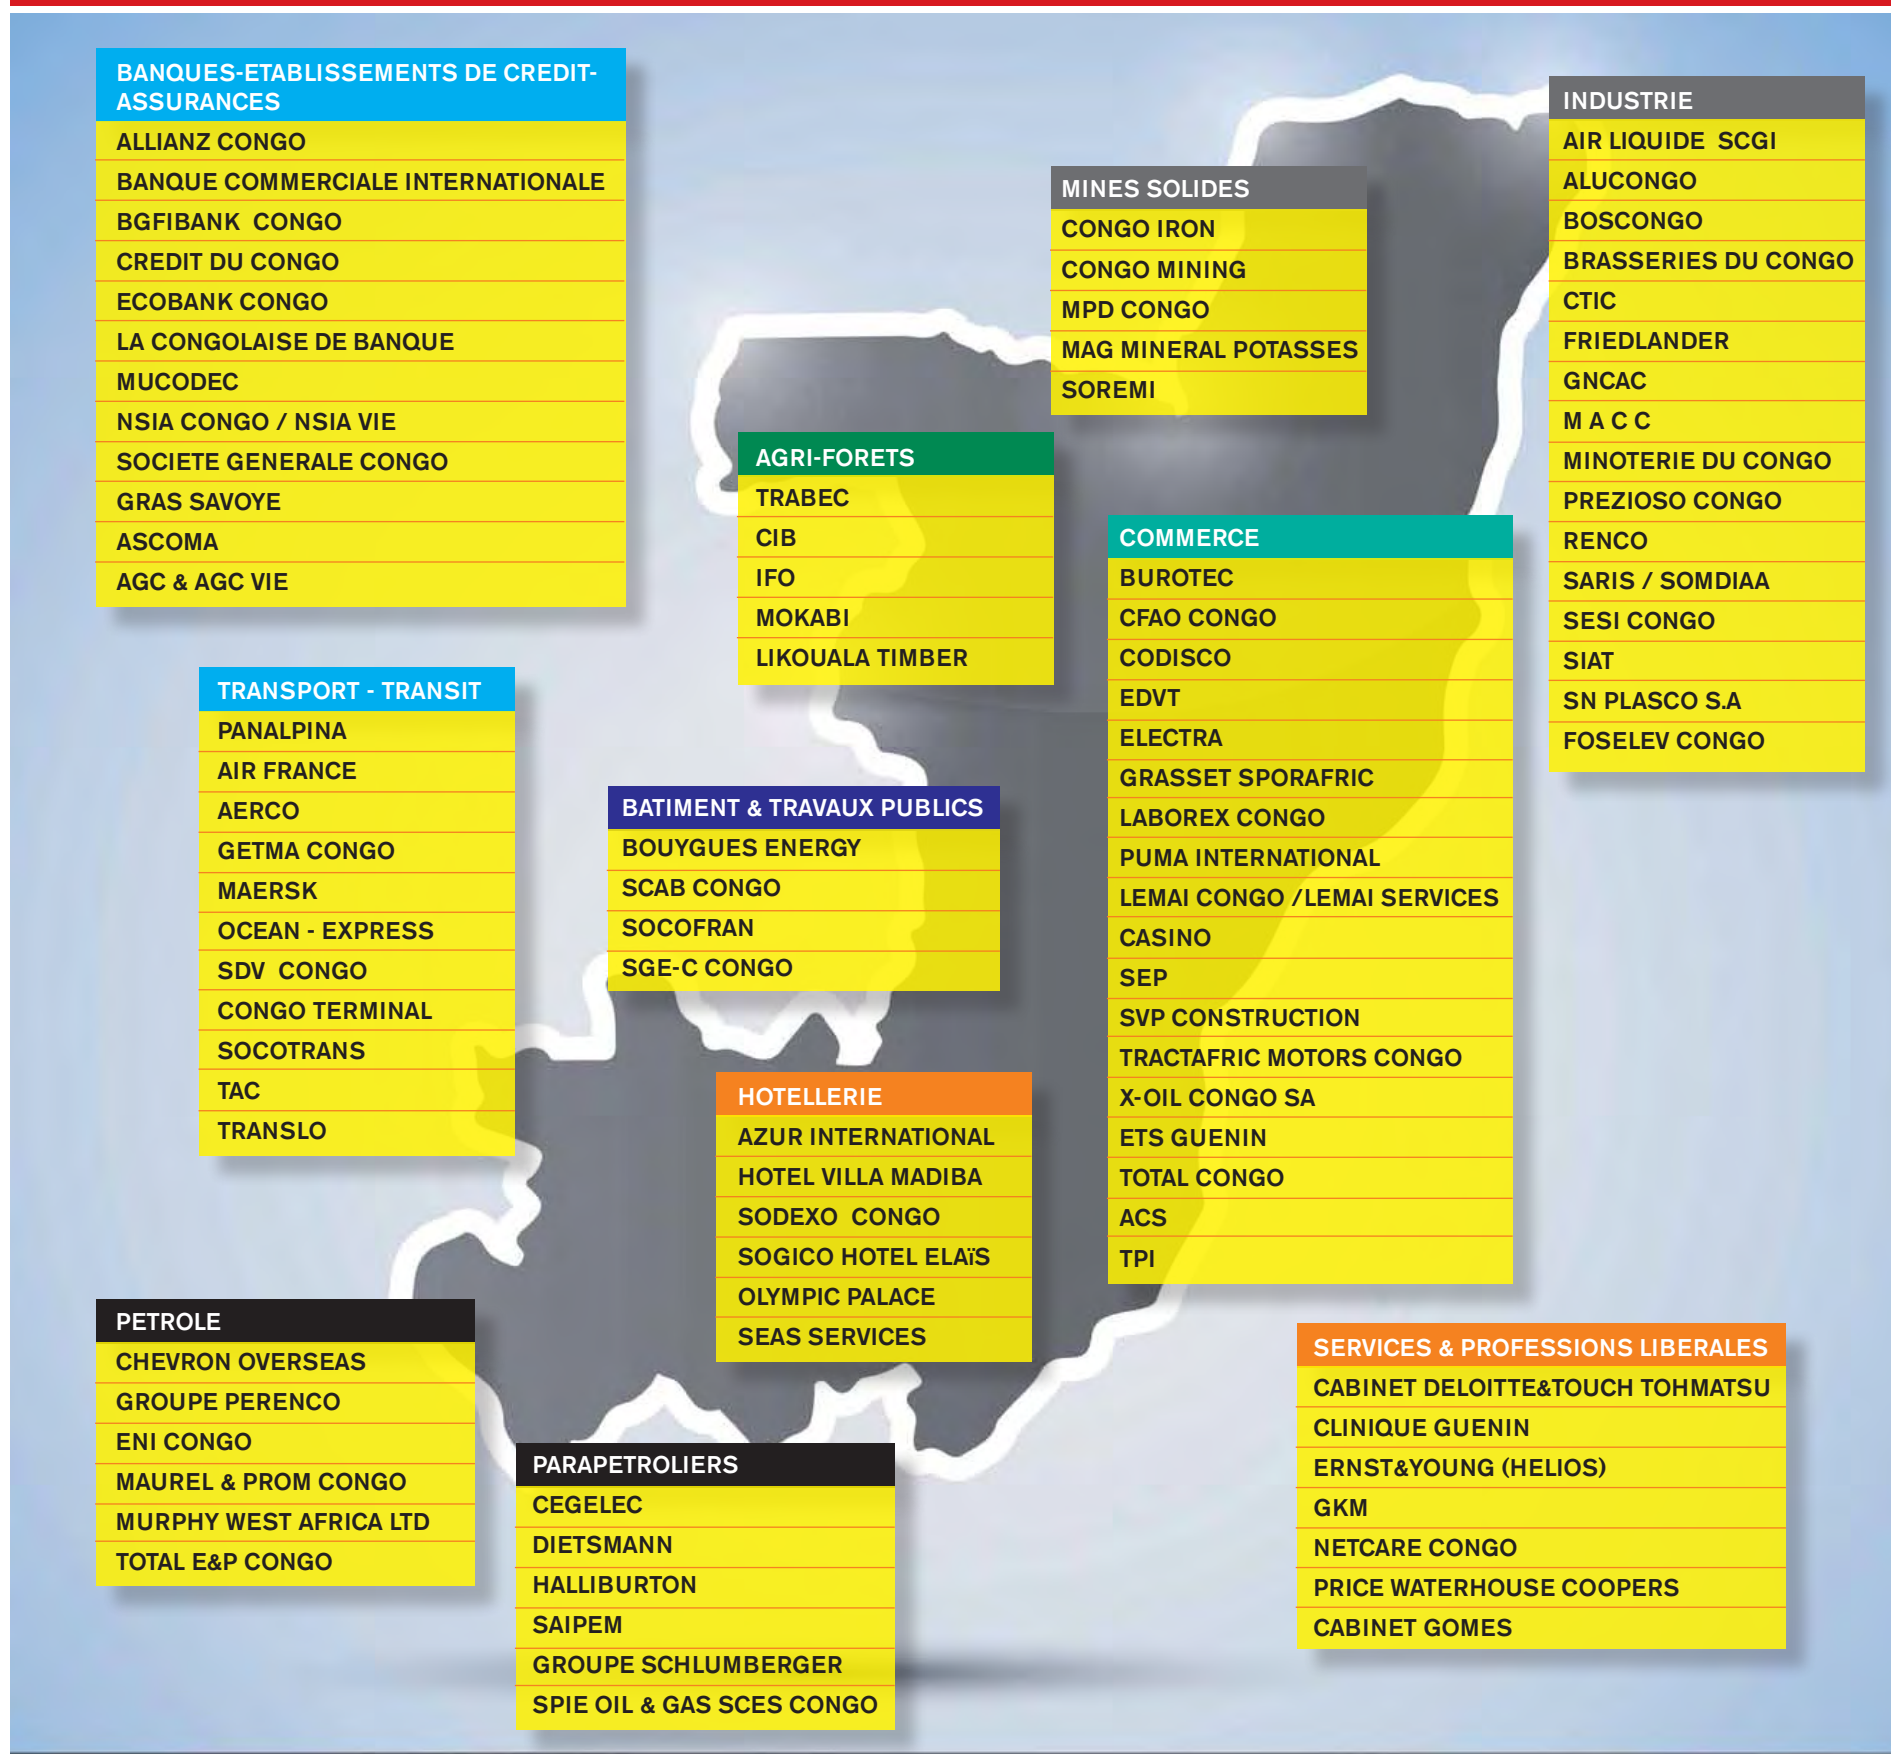 BANQUES-ETABLISSEMENTS DE CREDIT-
ASSURANCES
ALLIANZ CONGO
BANQUE COMMERCIALE INTERNATIONALE
BGFIBANK CONGO
CREDIT DU CONGO
ECOBANK CONGO
LA CONGOLAISE DE BANQUE
MUCODEC
NSIA CONGO / NSIA VIE
SOCIETE GENERALE CONGO
GRAS SAVOYE
ASCOMA
AGC & AGC VIE
INDUSTRIE
AIR LIQUIDE SCGI
ALUCONGO
BOSCONGO
BRASSERIES DU CONGO
CTIC
FRIEDLANDER
GNCAC
M A C C
MINOTERIE DU CONGO
PREZIOSO CONGO
RENCO
SARIS / SOMDIAA
SESI CONGO
SIAT
SN PLASCO S.A
FOSELEV CONGO
MINES SOLIDES
CONGO IRON
CONGO MINING
MPD CONGO
MAG MINERAL POTASSES
SOREMI
AGRI-FORETS
TRABEC
CIB
IFO
MOKABI
LIKOUALA TIMBER
COMMERCE
BUROTEC
CFAO CONGO
CODISCO
EDVT
ELECTRA
GRASSET SPORAFRIC
LABOREX CONGO
PUMA INTERNATIONAL
LEMAI CONGO /LEMAI SERVICES
CASINO
SEP
SVP CONSTRUCTION
TRACTAFRIC MOTORS CONGO
X-OIL CONGO SA
ETS GUENIN
TOTAL CONGO
ACS
TPI
TRANSPORT - TRANSIT
PANALPINA
AIR FRANCE
AERCO
GETMA CONGO
MAERSK
OCEAN - EXPRESS
SDV CONGO
CONGO TERMINAL
SOCOTRANS
TAC
TRANSLO
BATIMENT & TRAVAUX PUBLICS
BOUYGUES ENERGY
SCAB CONGO
SOCOFRAN
SGE-C CONGO
HOTELLERIE
AZUR INTERNATIONAL
HOTEL VILLA MADIBA
SODEXO CONGO
SOGICO HOTEL ELAïS
OLYMPIC PALACE
SEAS SERVICES
PETROLE
CHEVRON OVERSEAS
GROUPE PERENCO
ENI CONGO
MAUREL & PROM CONGO
MURPHY WEST AFRICA LTD
TOTAL E&P CONGO
PARAPETROLIERS
CEGELEC
DIETSMANN
HALLIBURTON
SAIPEM
GROUPE SCHLUMBERGER
SPIE OIL & GAS SCES CONGO
SERVICES & PROFESSIONS LIBERALES
CABINET DELOITTE&TOUCH TOHMATSU
CLINIQUE GUENIN
ERNST&YOUNG (HELIOS)
GKM
NETCARE CONGO
PRICE WATERHOUSE COOPERS
CABINET GOMES